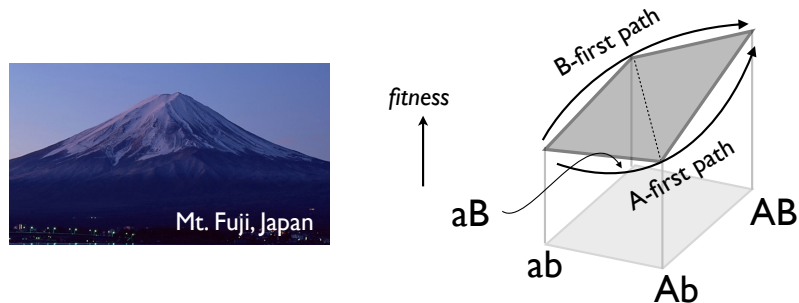 Mt. Fuji, Japan
fitness
B-first path
A-first path
aB
ab
Ab
AB